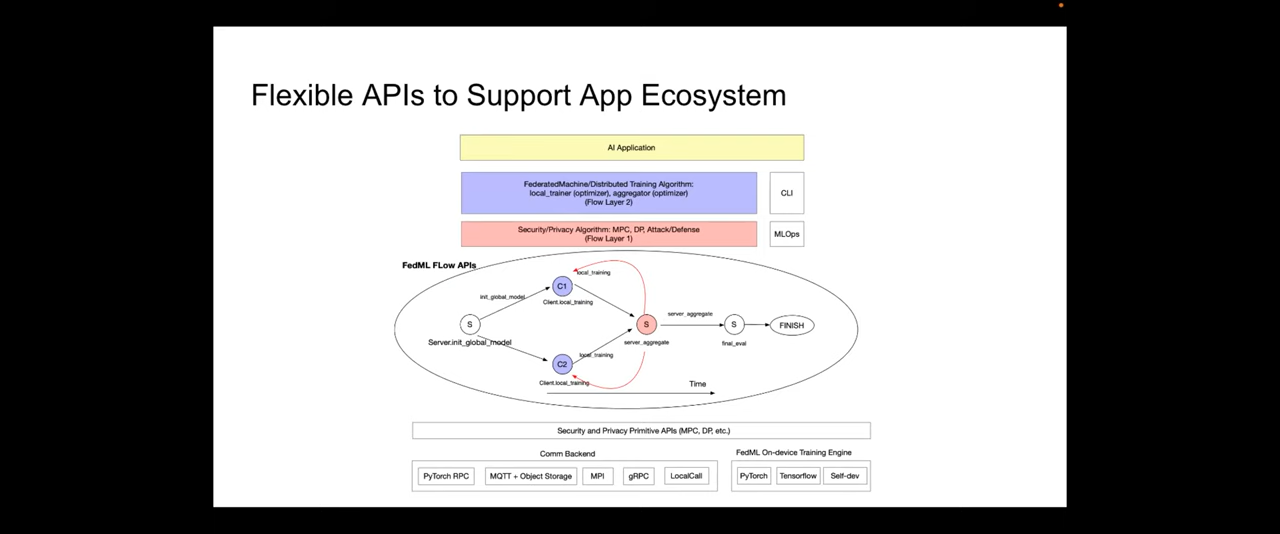 Flexible APIs to Support App Ecosystem
AI Application
FederatedMachine/Distributed Training Algorithm:
local_trainer (optimizer), aggregator (optimizer)
(Flow Layer 2)
CLI
Security/Privacy Algorithm: MPC, DP, Attack/Defense
(Flow Layer 1)
MLOps
FedML FLow APIs
local_training
C1
init_global_model
Client.local_training
server_aggregate
S
S
S
FINISH
Server.init_global_model
server_aggregate
final_eval
local_training
C2
Client.local_training
Time
Security and Privacy Primitive APIs (MPC, DP, etc.)
Comm Backend
FedML On-device Training Engine
PyTorch RPC
MQTT + Object Storage
MPI
gRPC
LocalCall
PyTorch
Tensorflow
Self-dev